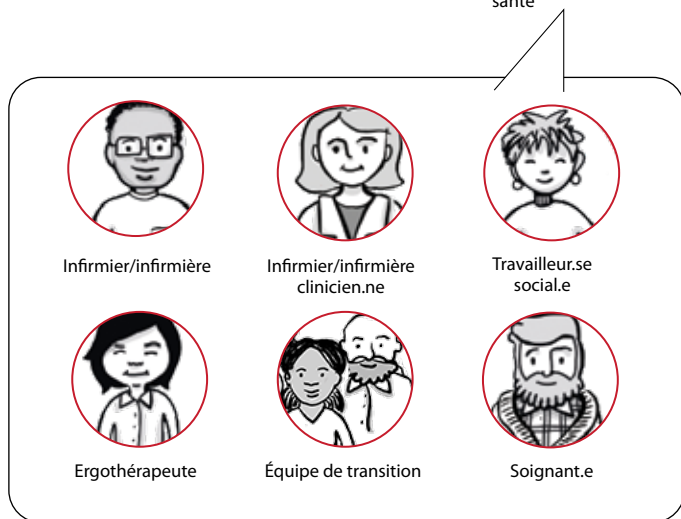 santé
Infirmier/infirmière
Infirmier/infirmière
clinicien.ne
Travailleur.se
social.e
Ergothérapeute
Équipe de transition
Soignant.e